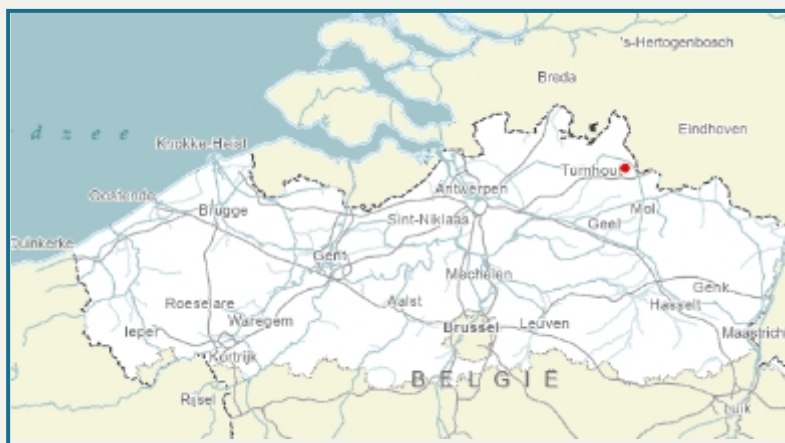 's-Hertogenbosch
Breda
Eindhoven
d z e e
Knokke-Heist
Turnhou
Oostende
Antwerpen
Brugge
Mol
Sint-Niklaas
Geel
Duinkerke
Gent
Mechelen
Genk
Roeselare
Aalst
Hasselt
Waregem
Brussel
Leuven
Ieper
Maastrich
Kortrijk
BELGIË
Rijsel
Luik